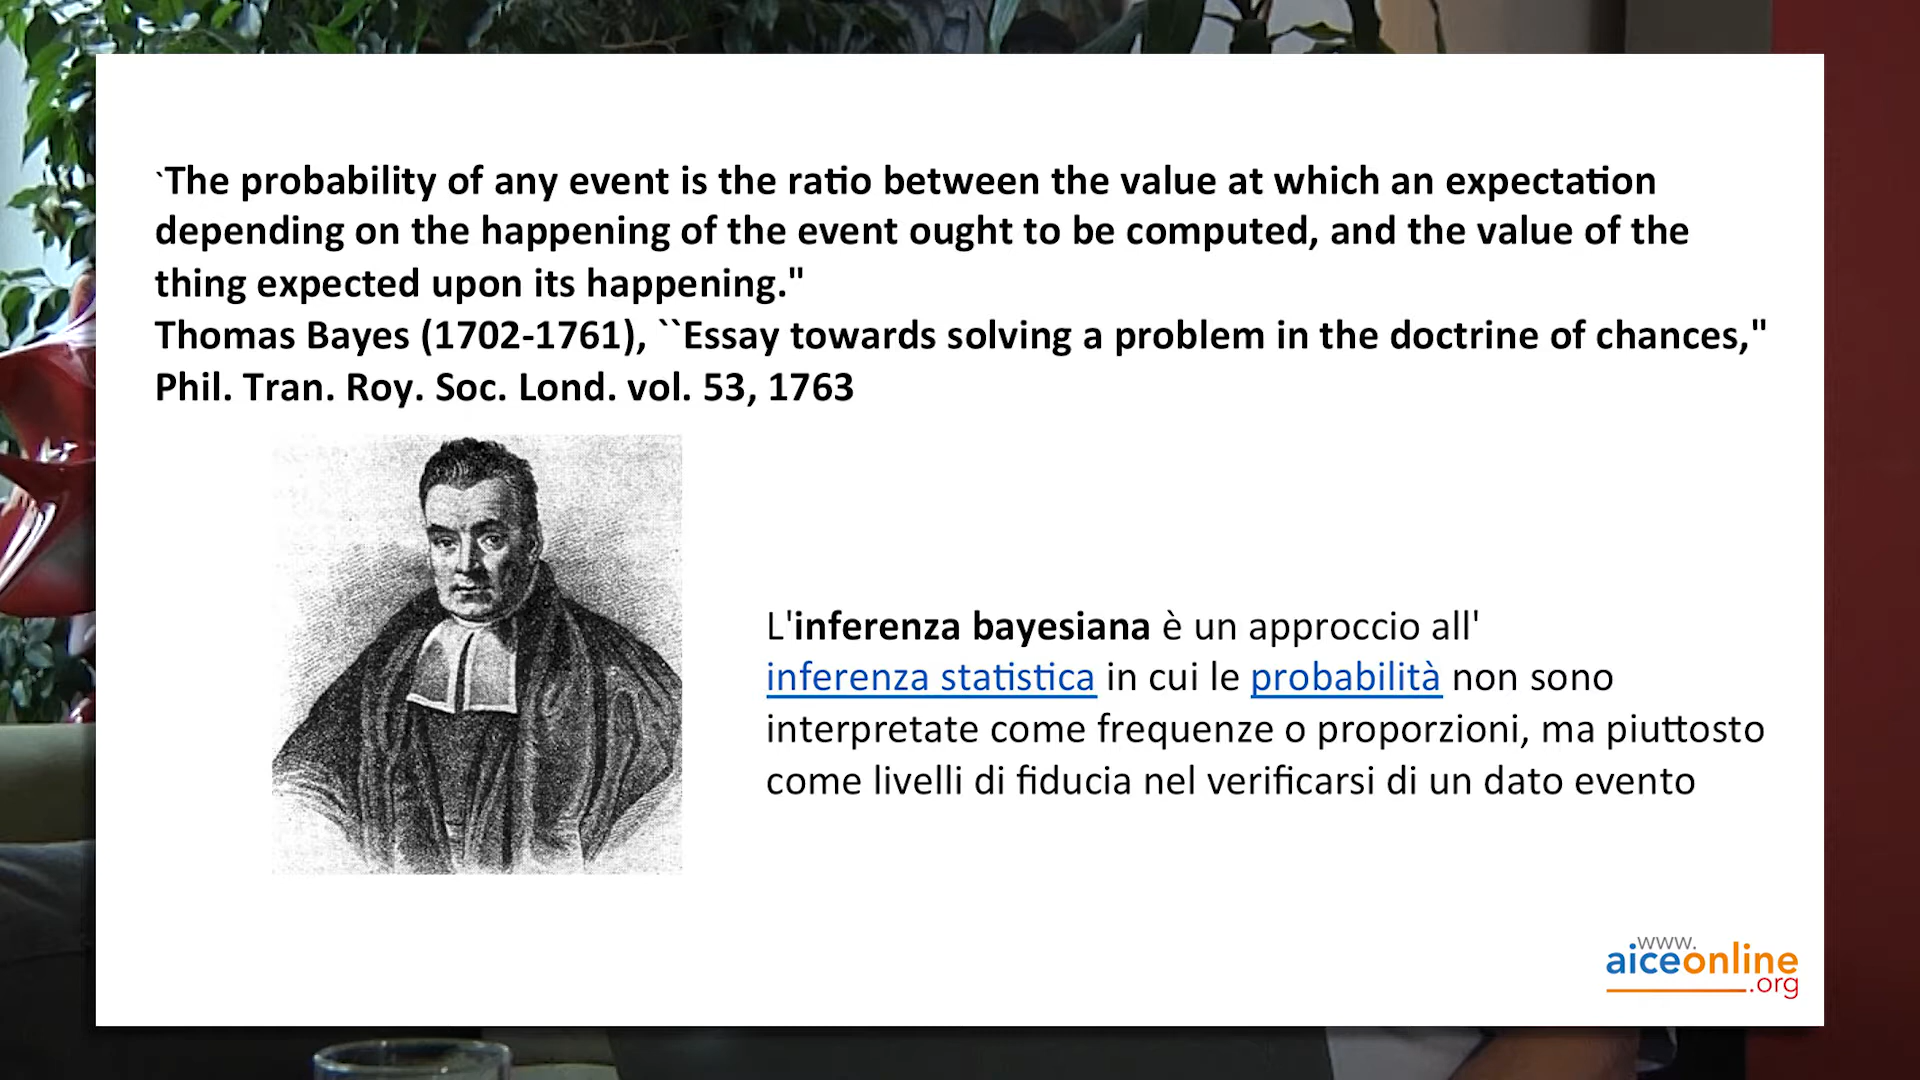 `The probability of any event is the ratio between the value at which an expectation
depending on the happening of the event ought to be computed, and the value of the
thing expected upon its happening."
Thomas Bayes (1702-1761), ``Essay towards solving a problem in the doctrine of chances,"
Phil. Tran. Roy. Soc. Lond. vol. 53, 1763
L'inferenza bayesiana è un approccio all'
inferenza statistica in cui le probabilità non sono
interpretate come frequenze o proporzioni, ma piuttosto
come livelli di fiducia nel verificarsi di un dato evento
www.
aiceonline
.org